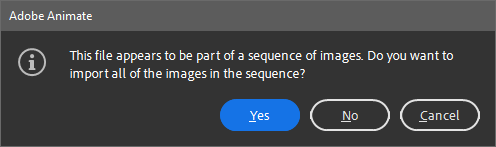 Adobe Animate
This file appears to be part of a sequence of images. Do you want to
import all of the images in the sequence?
Yes
No
Cancel